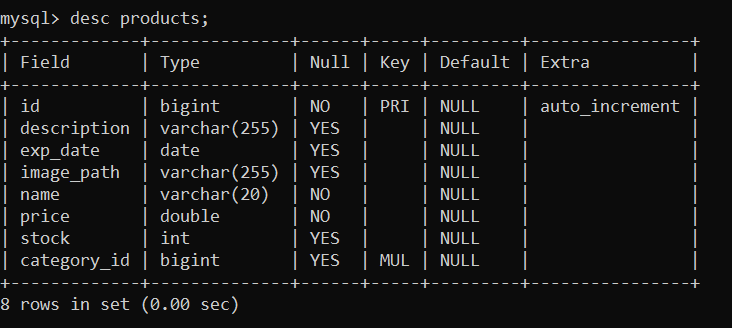 mysql> desc products;
+-------------+--------------+------+-----+---------+----------------+
| Field       | Type         | Null | Key | Default | Extra          |
+-------------+--------------+------+-----+---------+----------------+
| id          | bigint       | NO   | PRI | NULL    | auto_increment |
| description | varchar(255) | YES  |     | NULL    |                |
| exp_date    | date         | YES  |     | NULL    |                |
| image_path  | varchar(255) | YES  |     | NULL    |                |
| name        | varchar(20)  | NO   |     | NULL    |                |
| price       | double       | NO   |     | NULL    |                |
| stock       | int          | YES  |     | NULL    |                |
| category_id | bigint       | YES  | MUL | NULL    |                |
+-------------+--------------+------+-----+---------+----------------+
8 rows in set (0.00 sec)